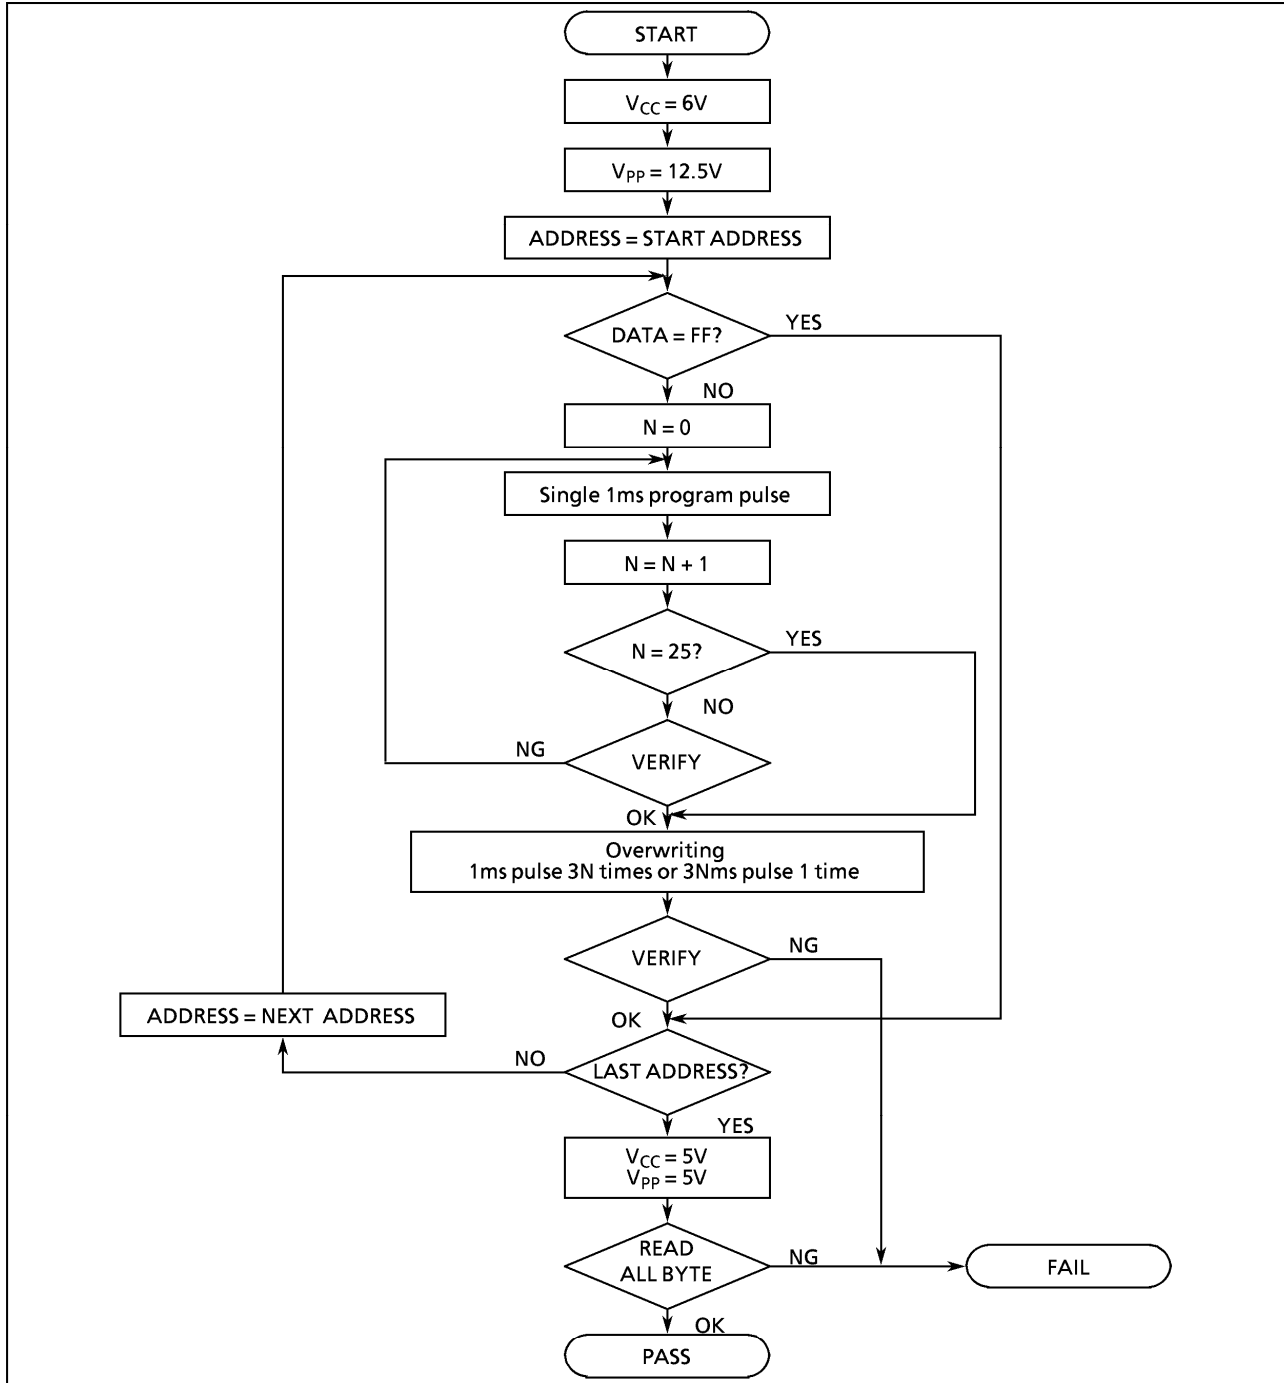 START
VCC = 6V
VPP = 12.5V
ADDRESS = START ADDRESS
DATA = FF?
YES
NO
N = 0
Single 1ms program pulse
N = N + 1
N = 25?
YES
NO
NG
VERIFY
OK
Overwriting
1ms pulse 3N times or 3Nms pulse 1 time
VERIFY
NG
ADDRESS = NEXT ADDRESS
OK
NO
LAST ADDRESS?
YES
VCC = 5V
VPP = 5V
READ
ALL BYTE
NG
FAIL
OK
PASS